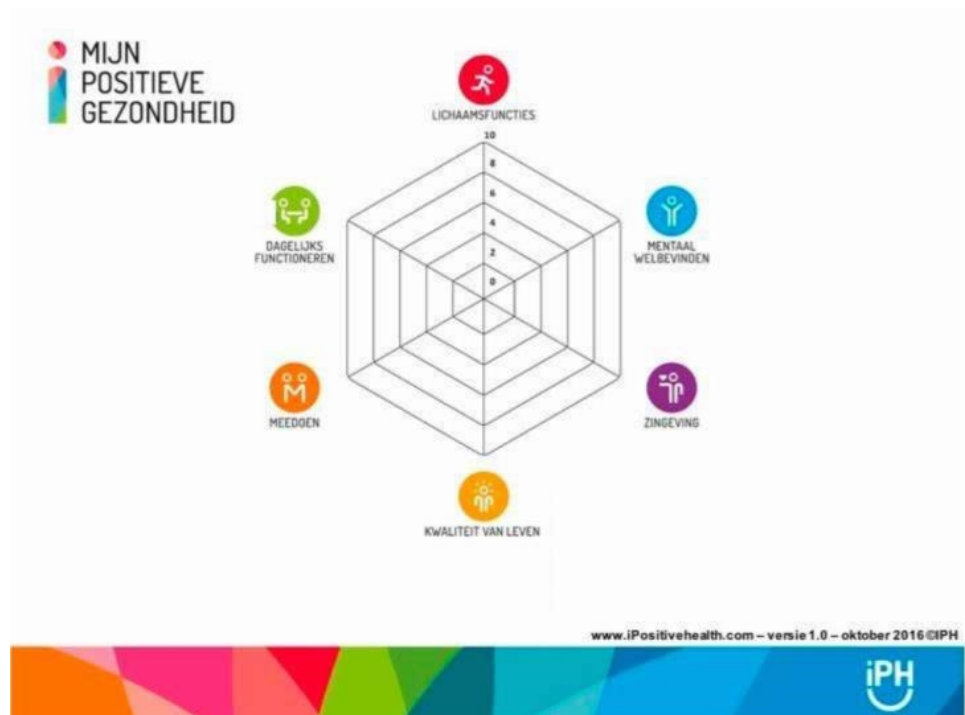 MIJN
POSITIEVE
GEZONDHEID
LICHAAMSFUNCTIES
10
8
6
4
2
0
DAGELIJKS
FUNCTIONEREN
MENTAAL
WELBEVINDEN
MEEDOEN
ZINGEVING
KWALITEIT VAN LEVEN
www.iPositivehealth.com – versie 1.0 – oktober 2016 ©IPH
iPH